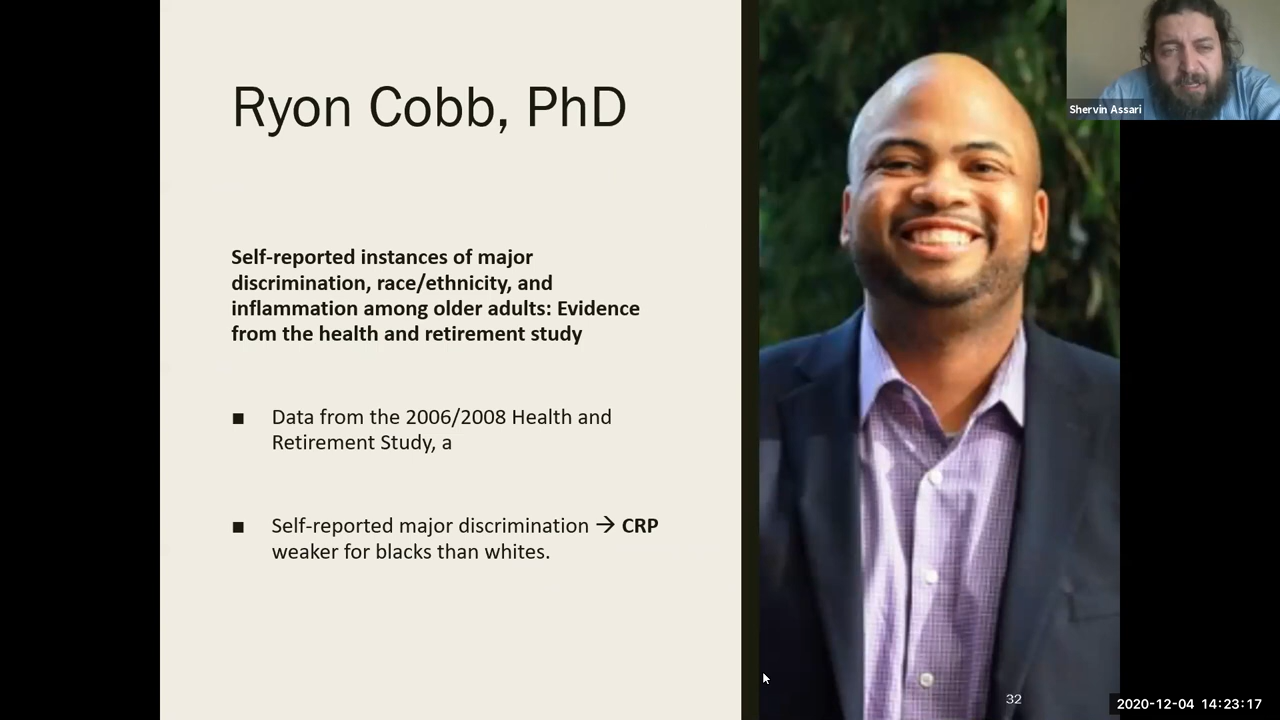 Ryon Cobb, PhD
Self-reported instances of major
discrimination, race/ethnicity, and
inflammation among older adults: Evidence
from the health and retirement study
■ Data from the 2006/2008 Health and
Retirement Study, a
■ Self-reported major discrimination → CRP
weaker for blacks than whites.
32
Shervin Assari
2020-12-04 14:23:17